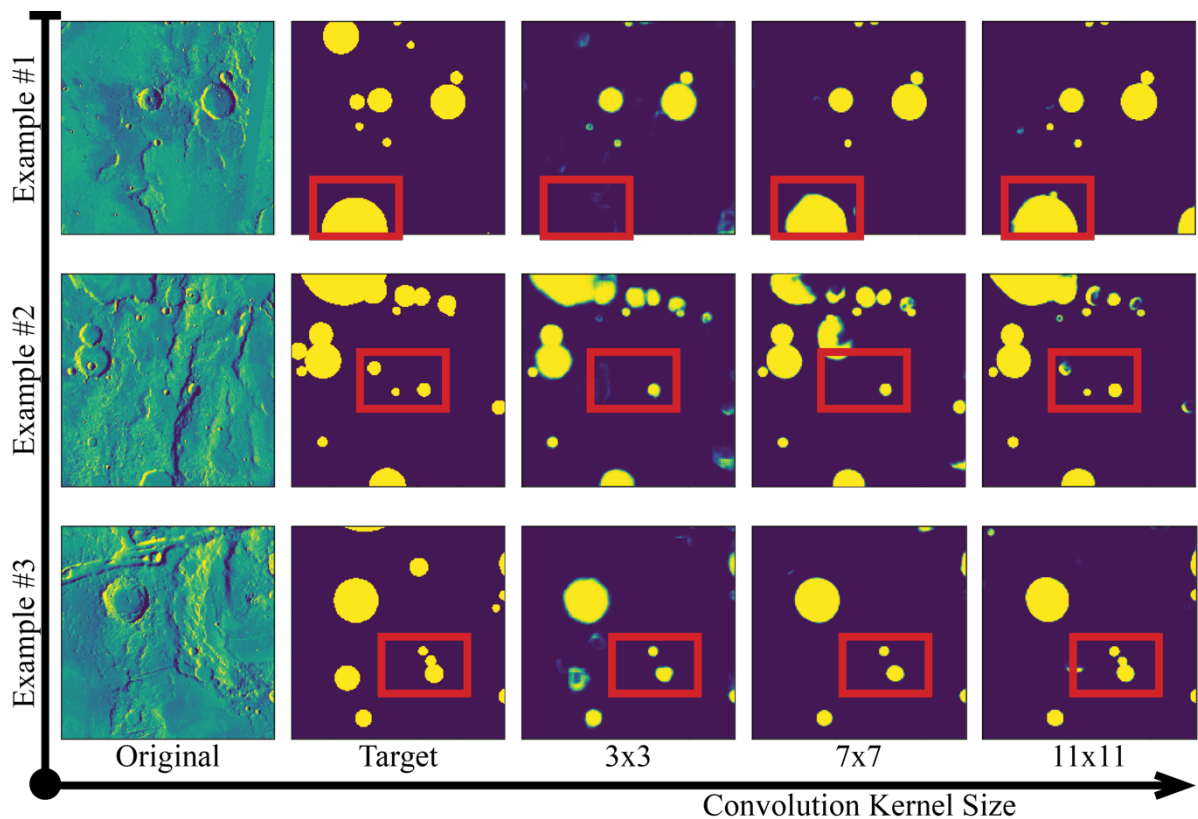 Example #1
Example #2
Example #3
Original
Target
3x3
7x7
11x11
Convolution Kernel Size